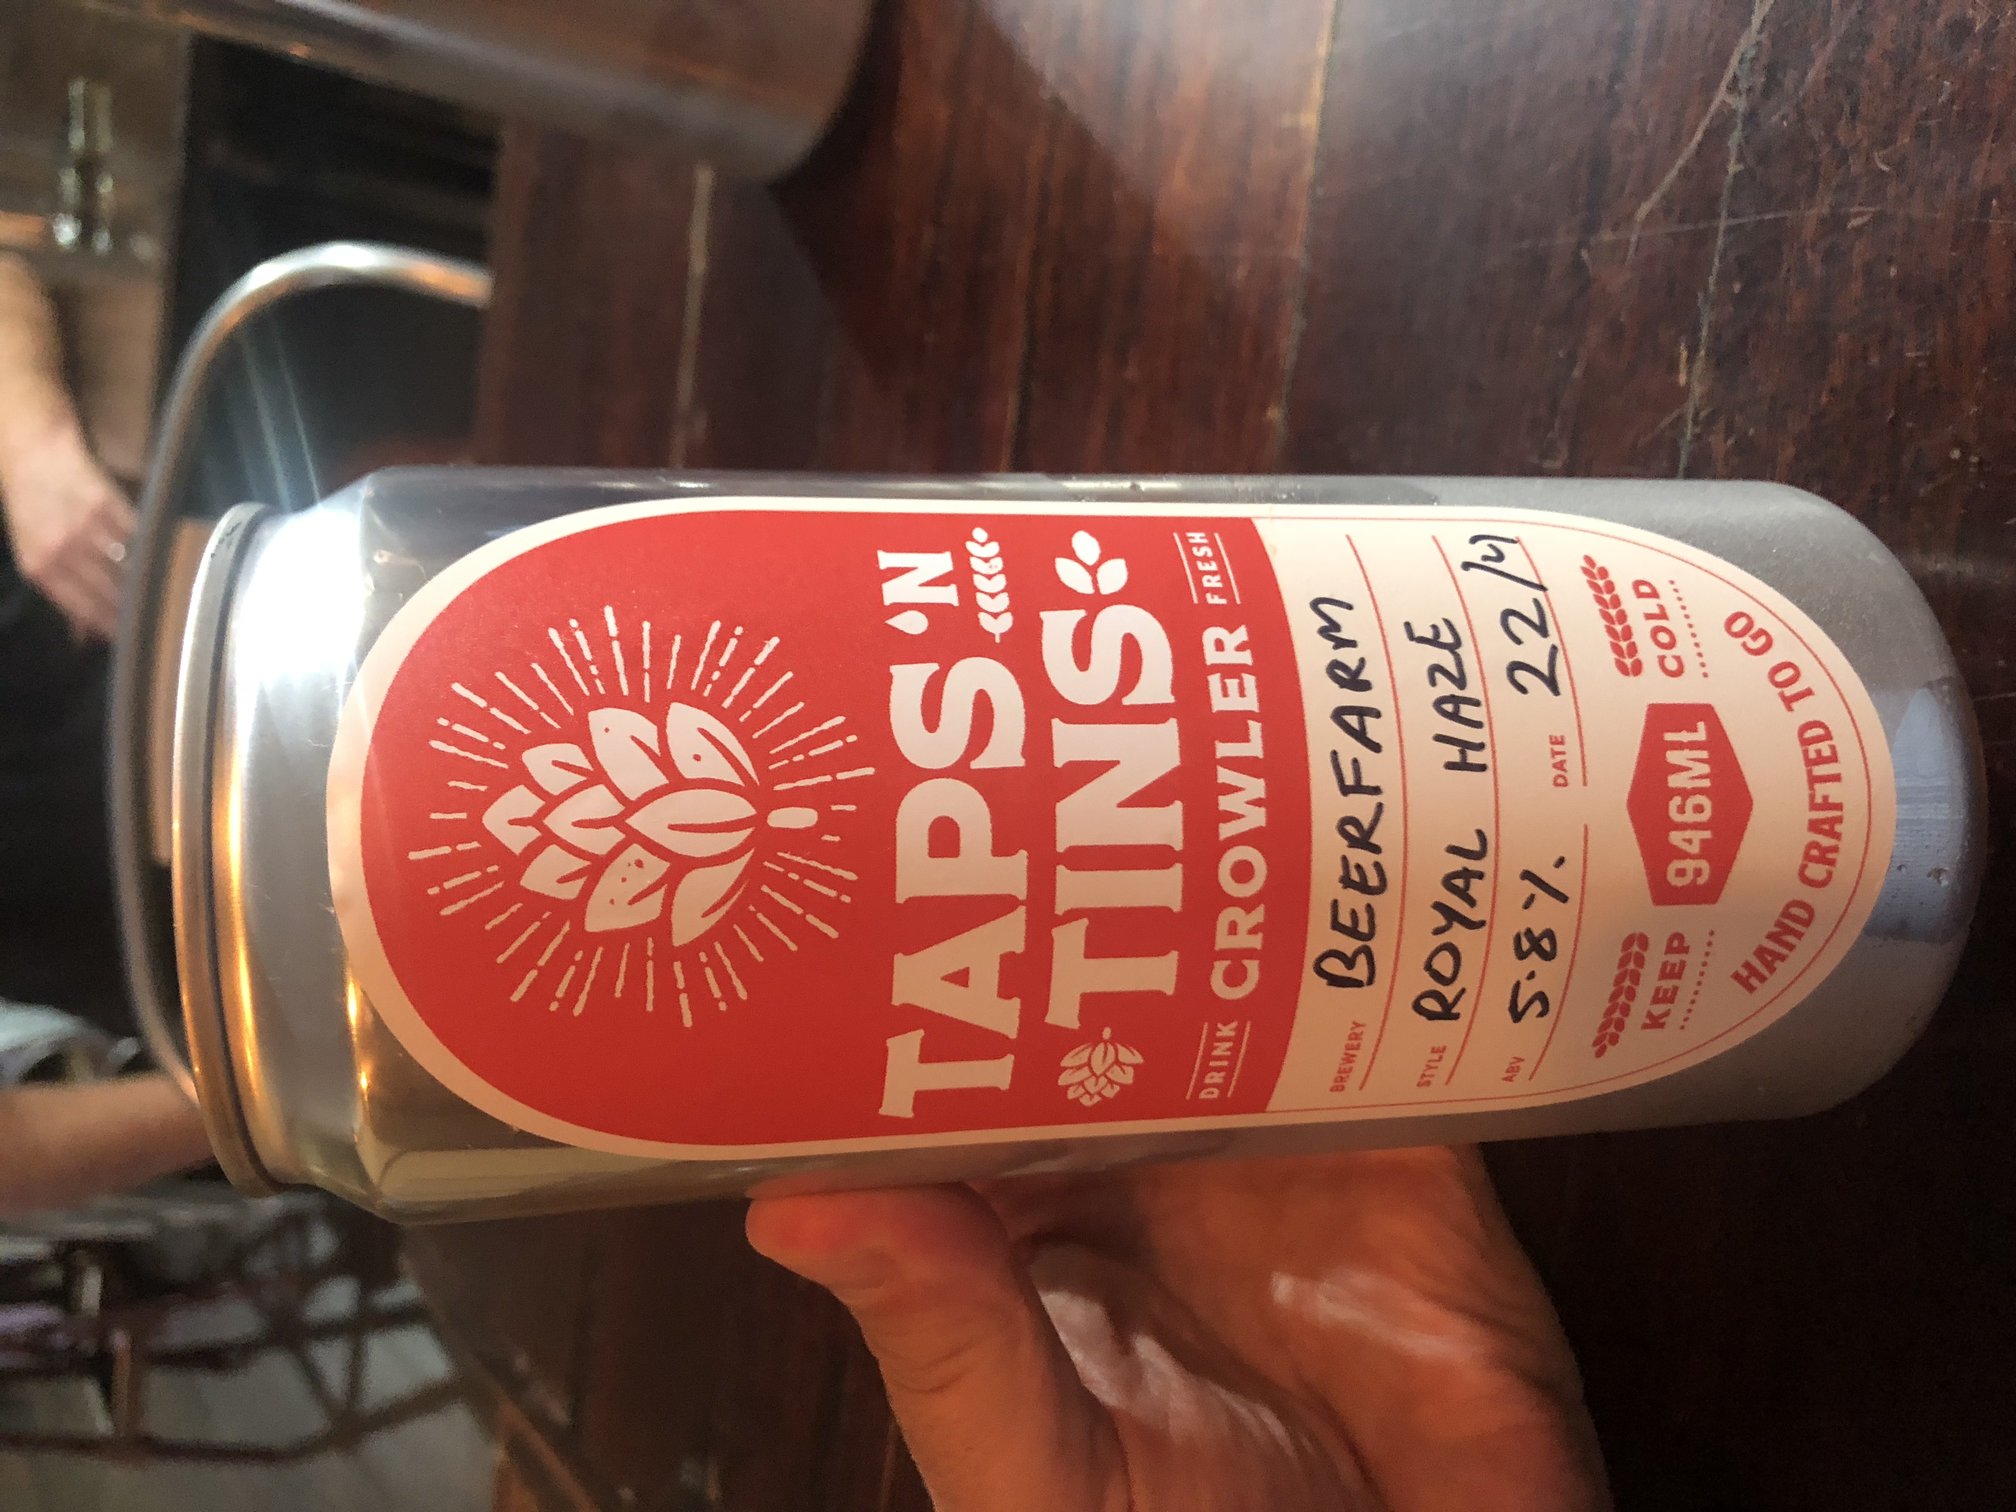 TAPS'N
TINS
DRINK CROWLER FRESH
BREWERY BEERFARM
STYLE ROYAL HAZE
ABV 5.8% DATE 22/
KEEP 946ML COLD
HAND CRAFTED TO GO